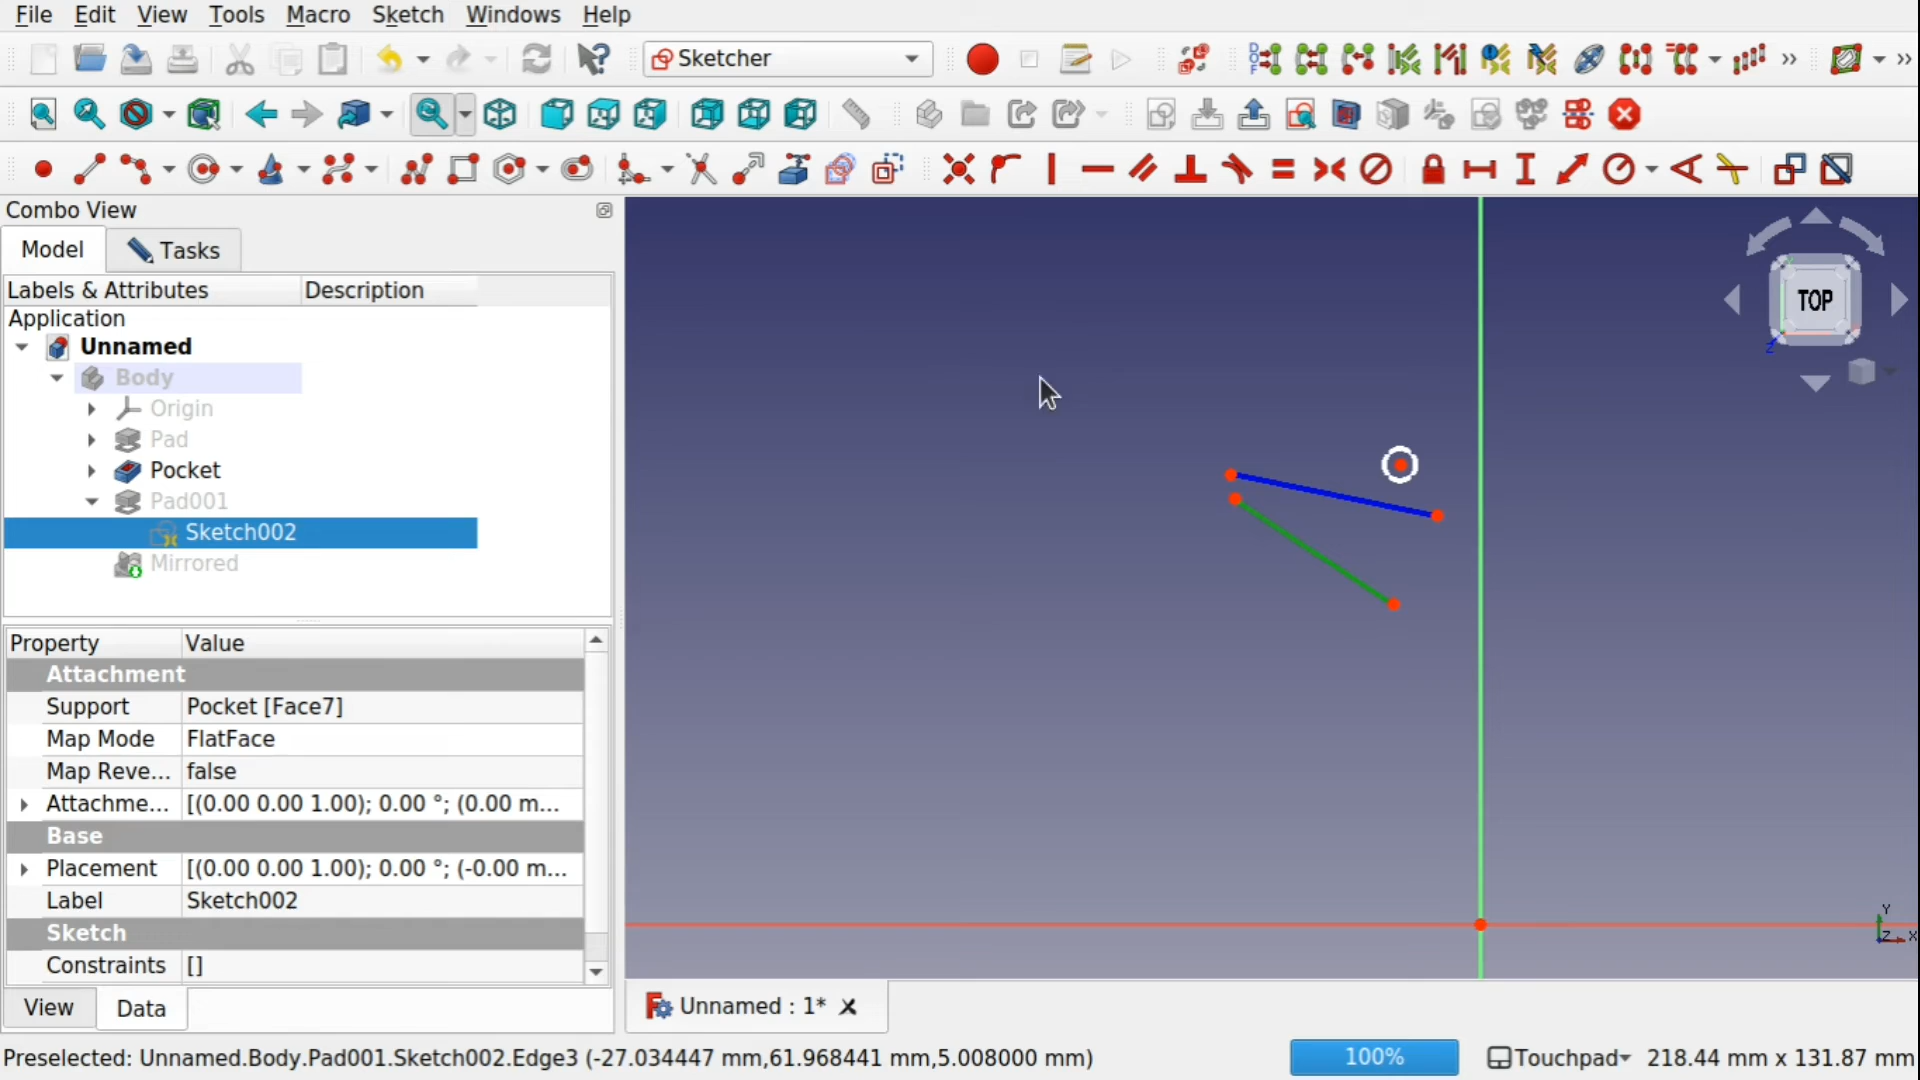 File Edit View Tools Macro Sketch Windows Help
Sketcher
Combo View
Model Tasks
Labels & Attributes Description
Application
Unnamed
Body
Origin
Pad
Pocket
Pad001
Sketch002
Mirrored
Property Value
Attachment
Support Pocket [Face7]
Map Mode FlatFace
Map Reve... false
Attachme... [(0.00 0.00 1.00); 0.00 °; (0.00 m...
Base
Placement [(0.00 0.00 1.00); 0.00 °; (-0.00 m...
Label Sketch002
Sketch
Constraints []
View Data
TOP
Z
Y
Z X
Unnamed : 1*
Preselected: Unnamed.Body.Pad001.Sketch002.Edge3 (-27.034447 mm,61.968441 mm,5.008000 mm)
100%
Touchpad 218.44 mm x 131.87 mm